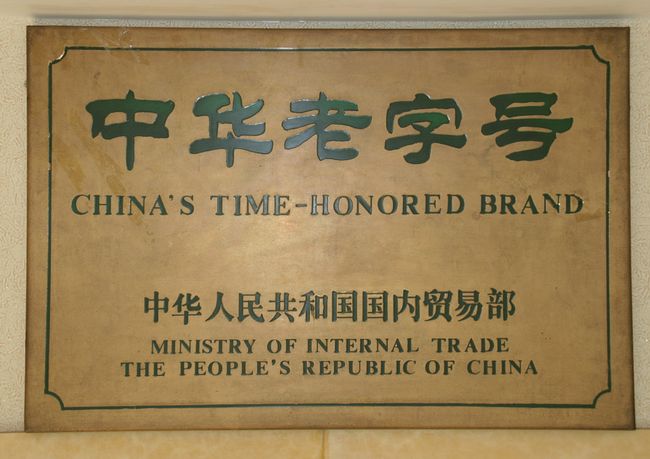 中华老字号
CHINA'S TIME-HONORED BRAND
中华人民共和国国内贸易部
MINISTRY OF INTERNAL TRADE
THE PEOPLE'S REPUBLIC OF CHINA